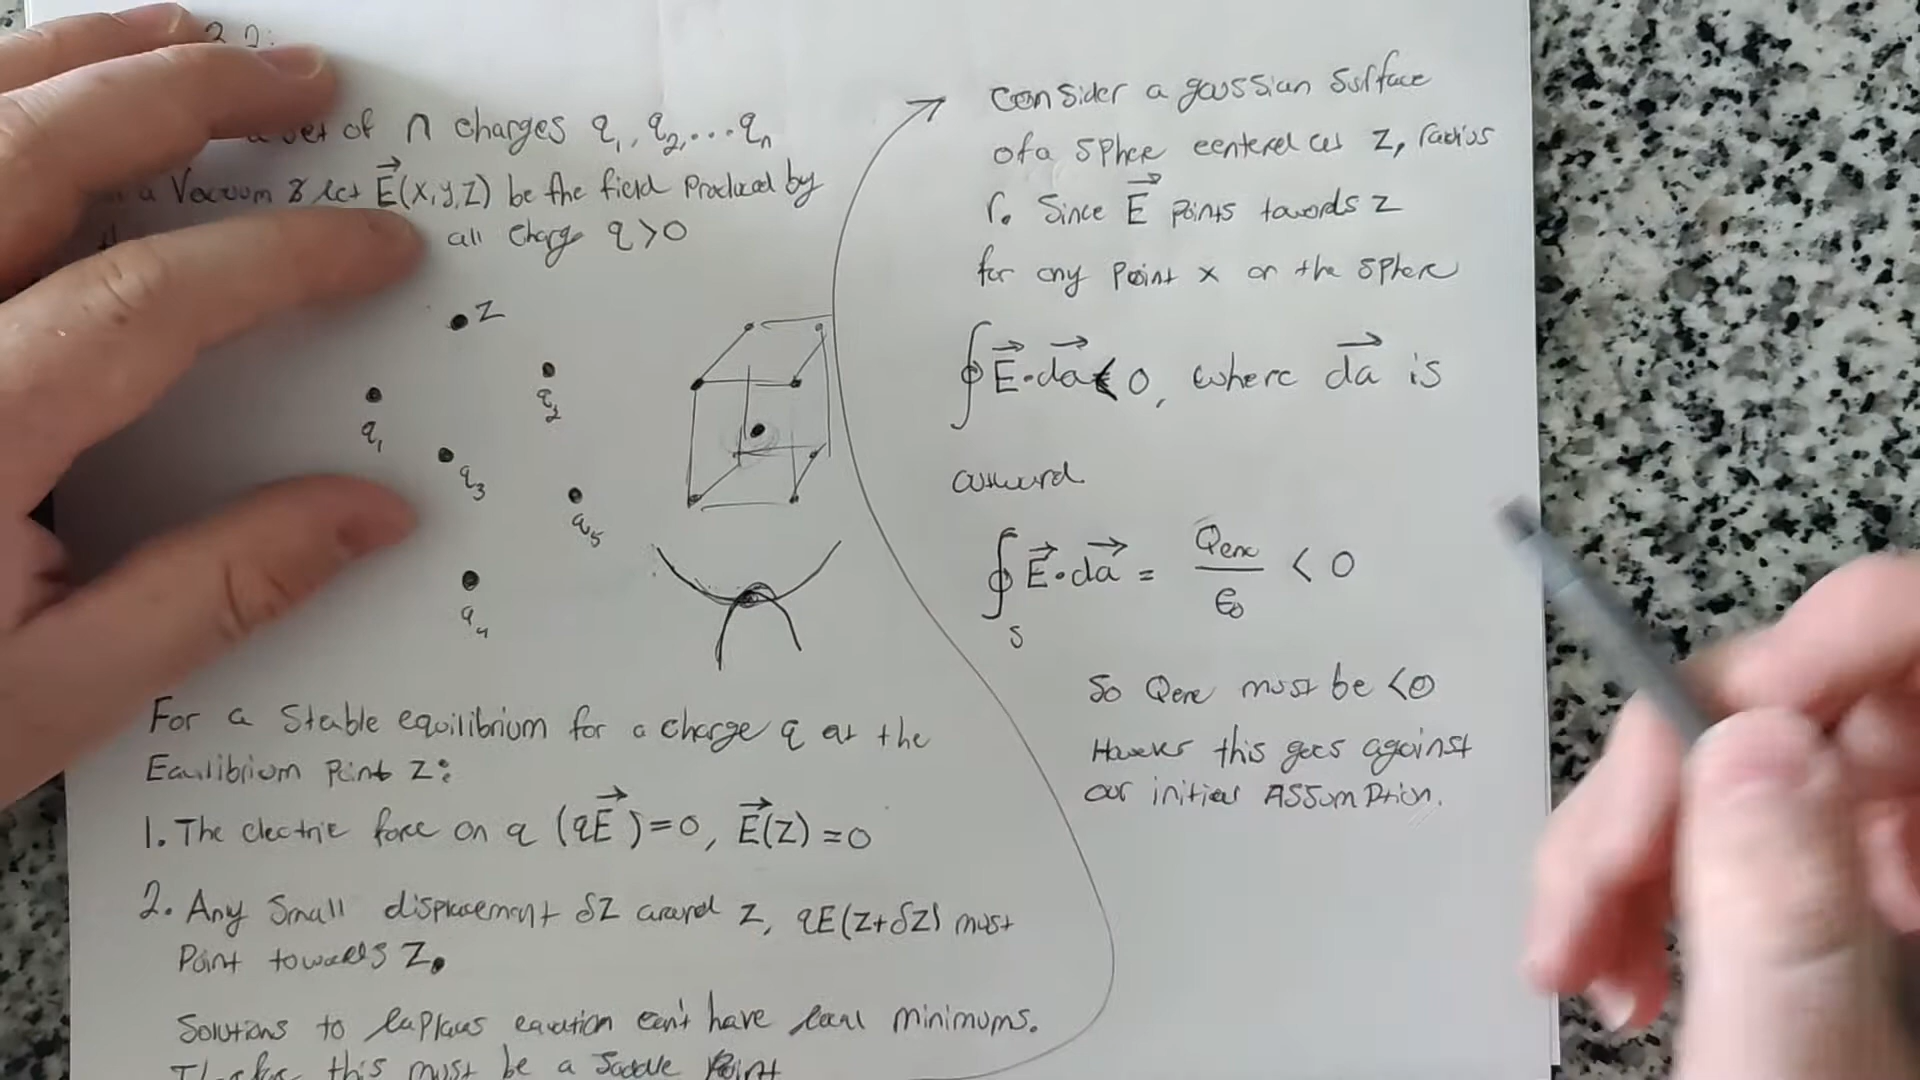 2.2:
set of n charges q1, q2, ... qn
a Vacuum & let E(x,y,z) be the field produced by
all charge q>0
z
q1
q2
q3
q5
q4
For a Stable equilibrium for a charge q at the
Equilibrium Point z:
1. The electric force on q (qE)=0, E(z)=0
2. Any Small displacement δz around z, qE(z+δz) must
Point towards z.
Solutions to laplaces equation can't have local minimums.
this must be a Saddle Point
Consider a gaussian Surface
of a Sphere centered at z, radius
r. Since E points towards z
for any Point x on the Sphere
∮E·da<0, where da is
outward
∮S E·da = Qenc/ε0 < 0
So Qenc must be <0
However this goes against
our initial ASSumption.